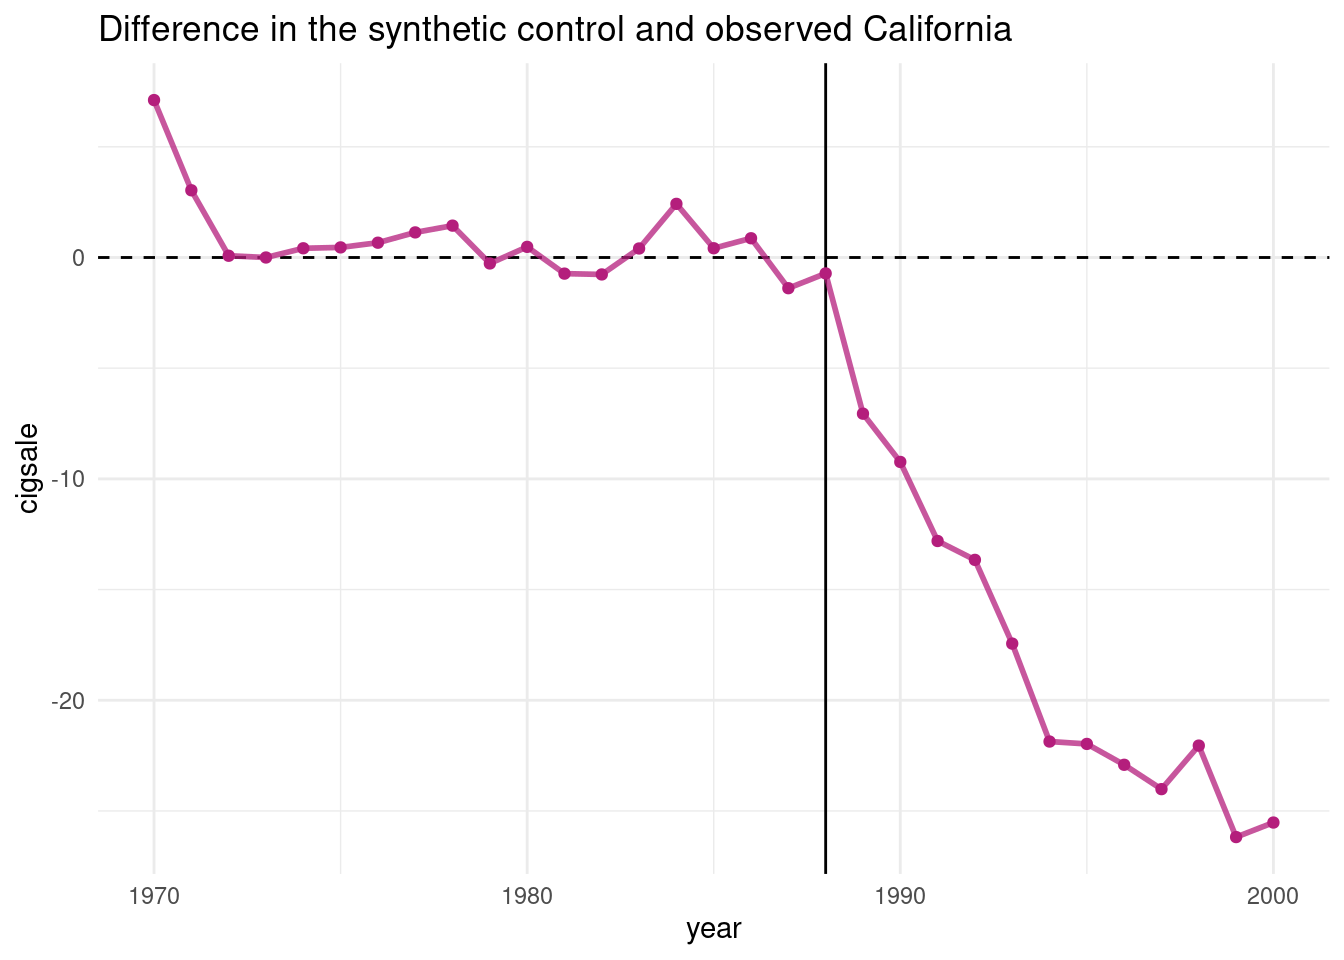 Difference in the synthetic control and observed California
cigsale
0
-10
-20
1970 1980 1990 2000
year